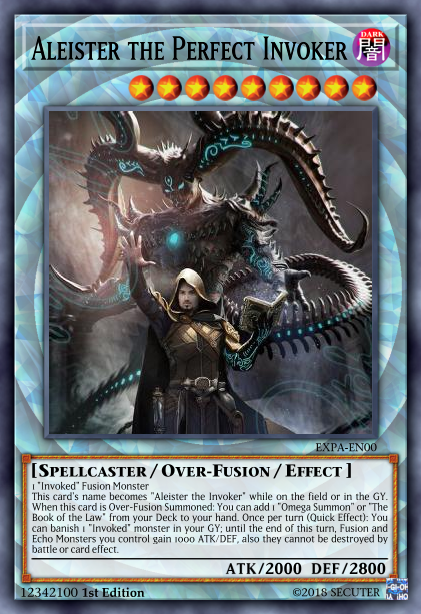 ALEISTER THE PERFECT INVOKER
DARK
闇
EXPA-EN00
[SPELLCASTER / OVER-FUSION / EFFECT ]
1 "Invoked" Fusion Monster
This card's name becomes "Aleister the Invoker" while on the field or in the GY.
When this card is Over-Fusion Summoned: You can add 1 "Omega Summon" or "The
Book of the Law" from your Deck to your hand. Once per turn (Quick Effect): You
can banish 1 "Invoked" monster in your GY; until the end of this turn, Fusion and
Echo Monsters you control gain 1000 ATK/DEF, also they cannot be destroyed by
battle or card effect.
ATK/2000 DEF/2800
12342100 1st Edition
©2018 SECUTER